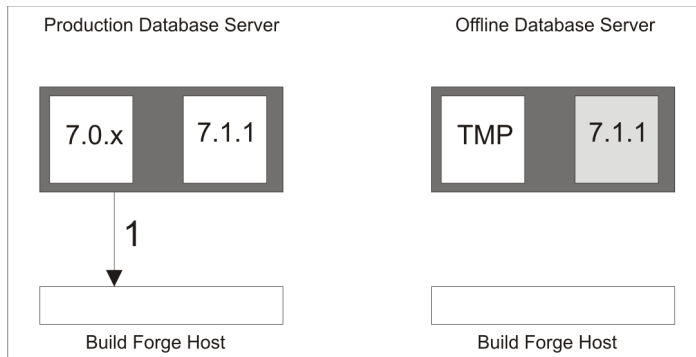 Production Database Server
Offline Database Server
7.0.x
7.1.1
TMP
7.1.1
1
Build Forge Host
Build Forge Host